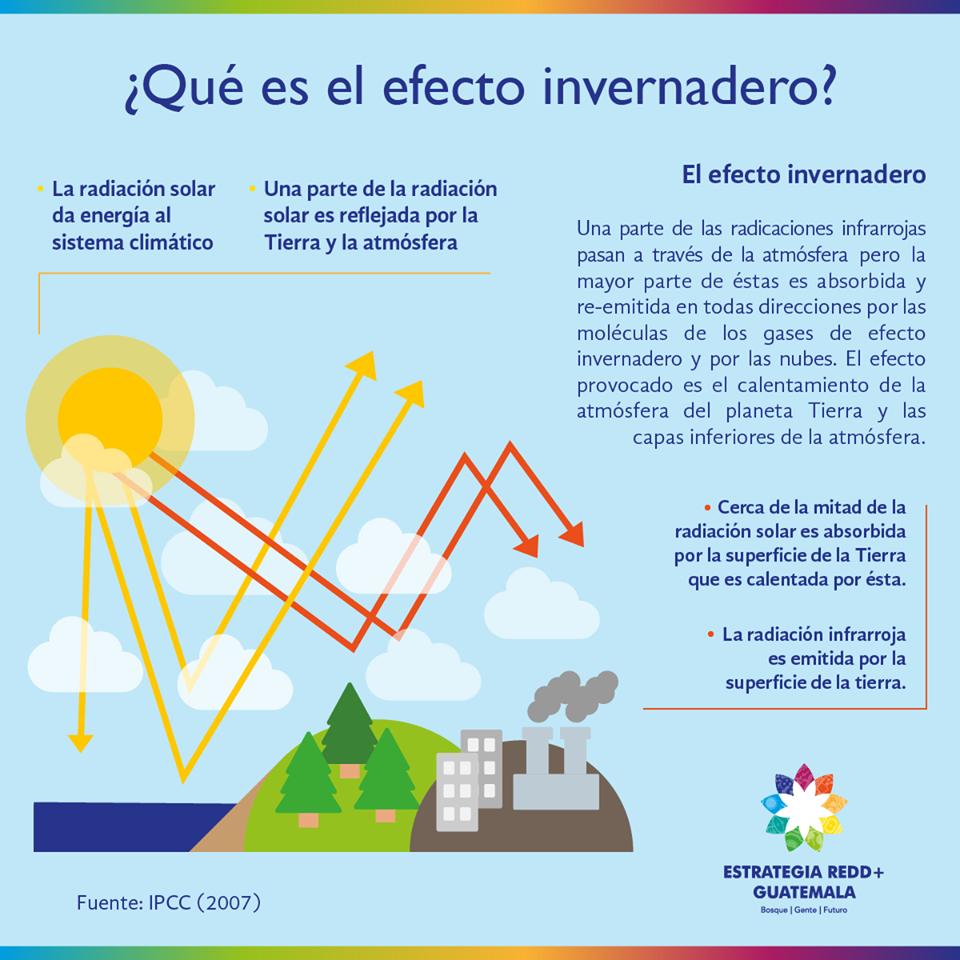 ¿Qué es el efecto invernadero?
• La radiación solar
da energía al
sistema climático
• Una parte de la radiación
solar es reflejada por la
Tierra y la atmósfera
El efecto invernadero
Una parte de las radicaciones infrarrojas
pasan a través de la atmósfera pero la
mayor parte de éstas es absorbida y
re-emitida en todas direcciones por las
moléculas de los gases de efecto
invernadero y por las nubes. El efecto
provocado es el calentamiento de la
atmósfera del planeta Tierra y las
capas inferiores de la atmósfera.
• Cerca de la mitad de la
radiación solar es absorbida
por la superficie de la Tierra
que es calentada por ésta.
• La radiación infrarroja
es emitida por la
superficie de la tierra.
ESTRATEGIA REDD+
GUATEMALA
Bosque | Gente | Futuro
Fuente: IPCC (2007)